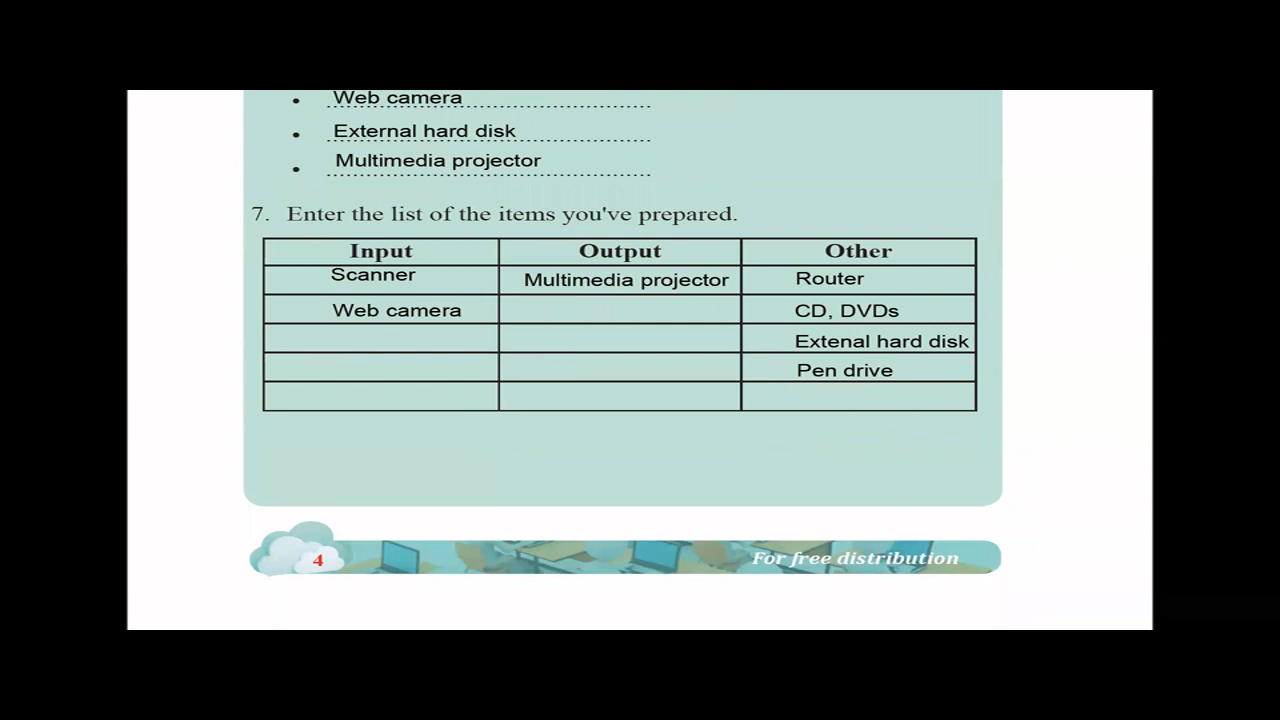 • Web camera
• External hard disk
• Multimedia projector
7. Enter the list of the items you've prepared.
Input Output Other
Scanner Multimedia projector Router
Web camera CD, DVDs
Extenal hard disk
Pen drive
4 For free distribution